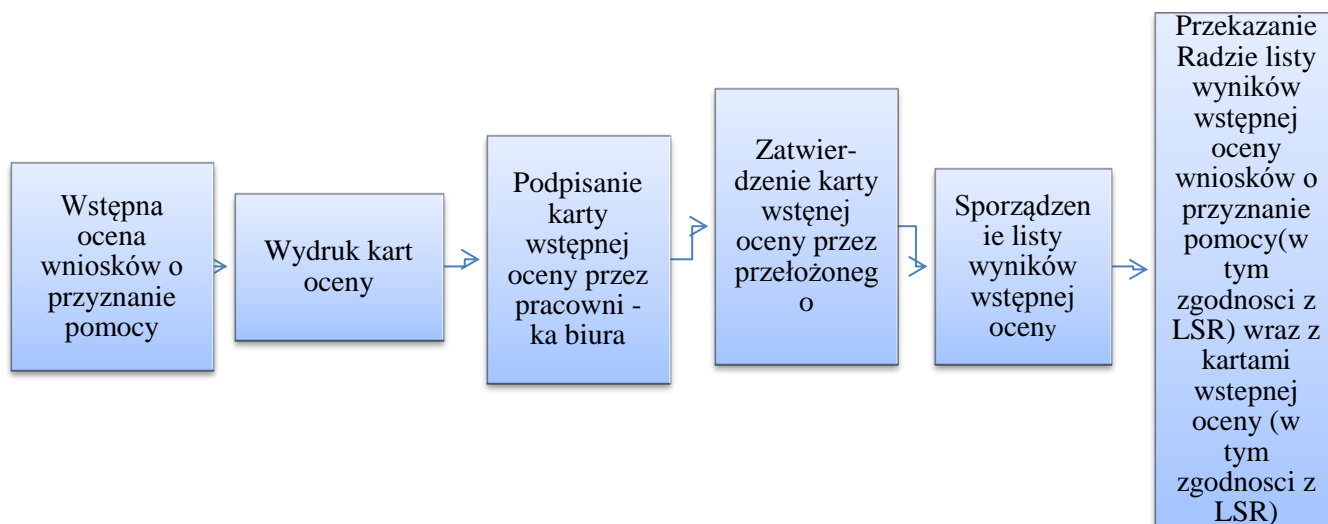 Wstępna
ocena
wniosków o
przyznanie
pomocy
Wydruk kart
oceny
Podpisanie
karty
wstępnej
oceny przez
pracowni -
ka biura
Zatwier-
dzenie karty
wstęnej
oceny przez
przełożoneg
o
Sporządzen
ie listy
wyników
wstępnej
oceny
Przekazanie
Radzie listy
wyników
wstępnej
oceny
wniosków o
przyznanie
pomocy(w
tym
zgodnosci z
LSR) wraz z
kartami
wstepnej
oceny (w
tym
zgodnosci z
LSR)